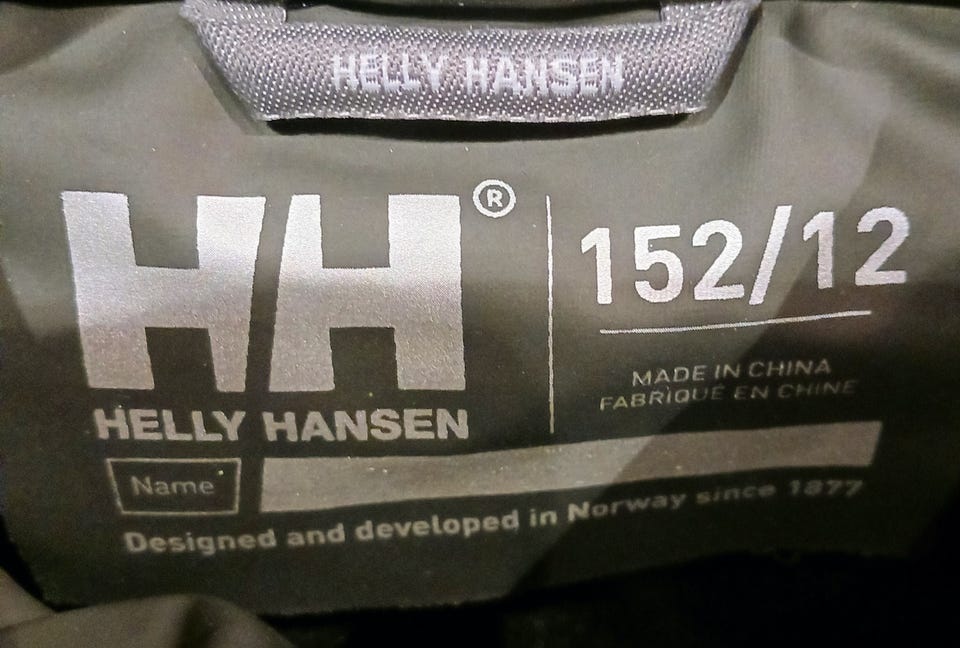 HELLY HANSEN
HH®
HELLY HANSEN
152/12
MADE IN CHINA
FABRIQUÉ EN CHINE
Name
Designed and developed in Norway since 1877